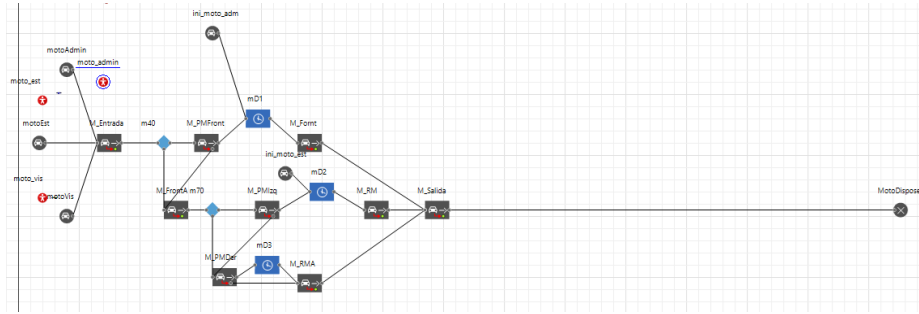 ini_moto_adm
motoAdmin
moto_admin
moto_est
mD1
motoEst
M_Entrada
m40
M_PMFront
M_Fornt
ini_moto_est
mD2
moto_vis
motoVis
M_FrontA
m70
M_PMIzq
M_RM
M_Salida
MotoDispose
mD3
M_PMDer
M_RMA